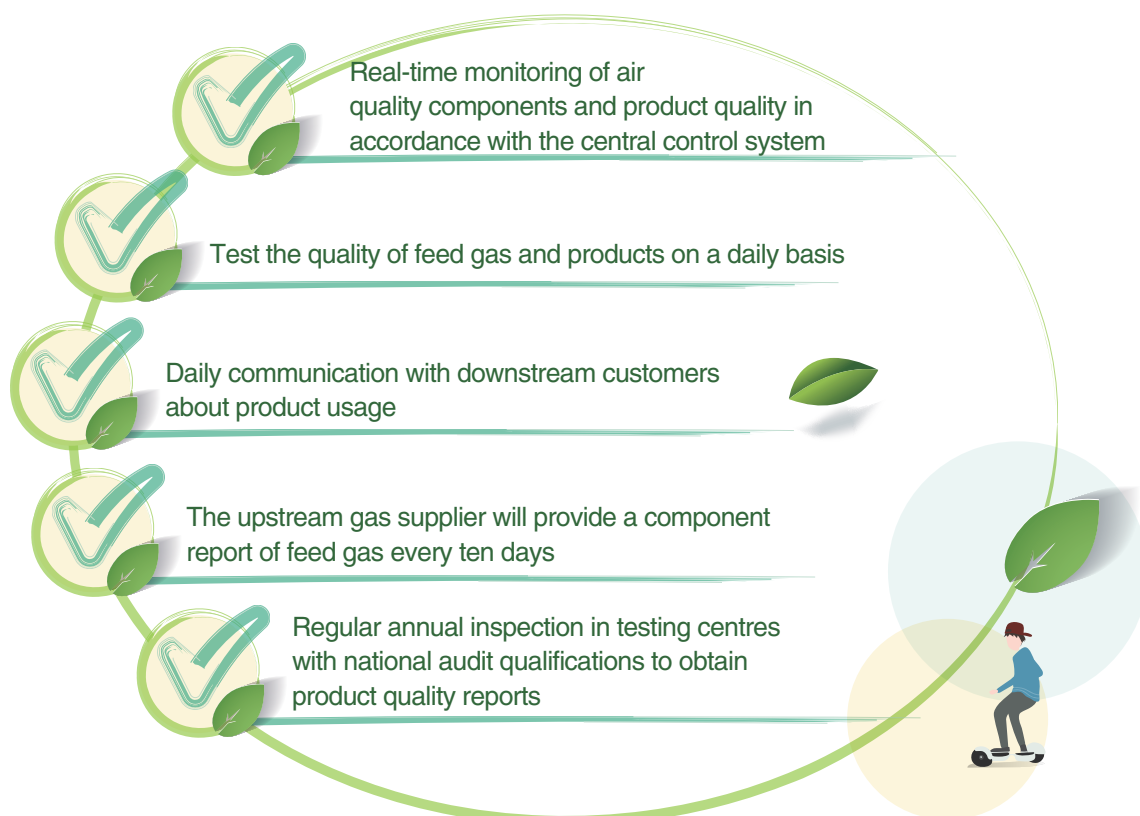 Real-time monitoring of air
quality components and product quality in
accordance with the central control system
Test the quality of feed gas and products on a daily basis
Daily communication with downstream customers
about product usage
The upstream gas supplier will provide a component
report of feed gas every ten days
Regular annual inspection in testing centres
with national audit qualifications to obtain
product quality reports